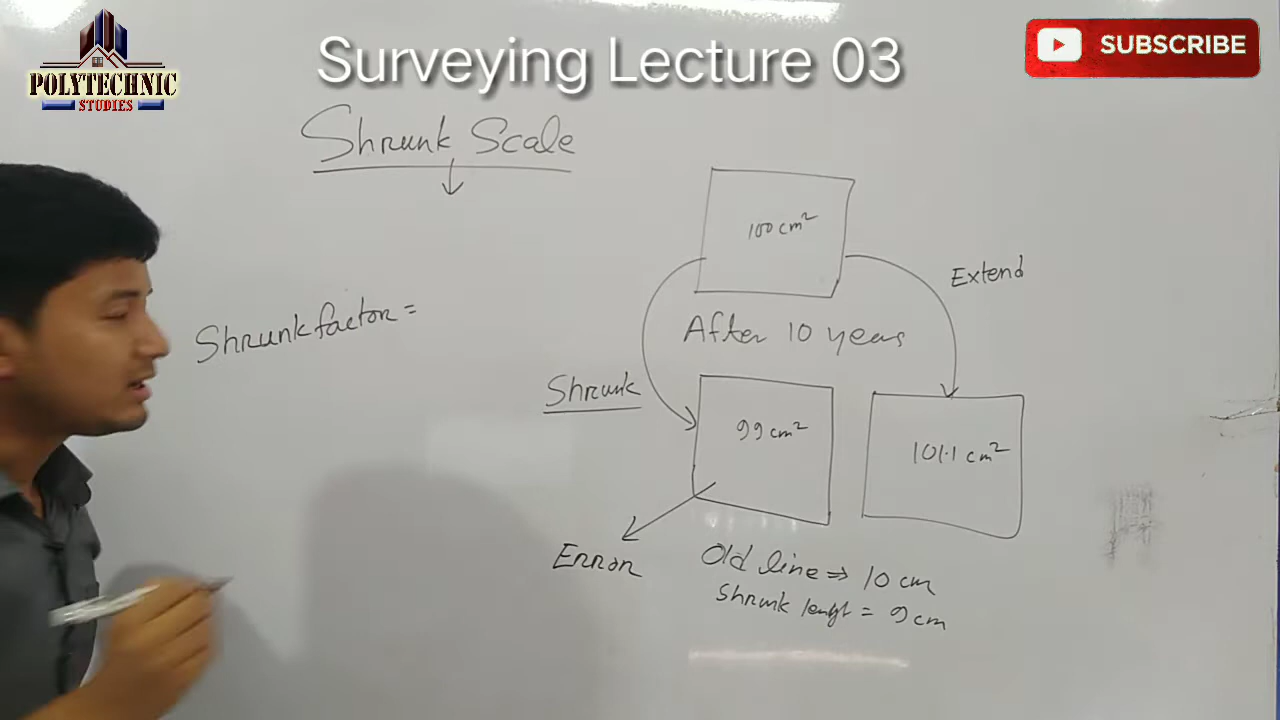 POLYTECHNIC
STUDIES
Surveying Lecture 03
SUBSCRIBE
Shrunk Scale
100 cm²
Extend
Shrunk factor =
After 10 years
Shrunk
99 cm²
101.1 cm²
Error
Old line ⇒ 10 cm
Shrunk lenght = 9 cm